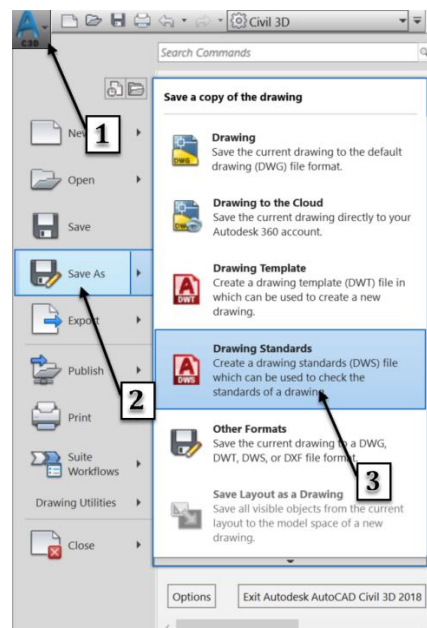 C3D
Civil 3D
Search Commands
1
Save a copy of the drawing
New
Drawing
Save the current drawing to the default
drawing (DWG) file format.
DWG
Open
Drawing to the Cloud
Save the current drawing directly to your
Autodesk 360 account.
DWG
Save
Drawing Template
Create a drawing template (DWT) file in
which can be used to create a new
drawing.
DWT
Save As
Export
Drawing Standards
Create a drawing standards (DWS) file
which can be used to check the
standards of a drawing
DWS
2
Publish
Print
Other Formats
Save the current drawing to a DWG,
DWT, DWS, or DXF file format.
3
Suite
Workflows
Drawing Utilities
Save Layout as a Drawing
Save all visible objects from the current
layout to the model space of a new
drawing.
Close
Options
Exit Autodesk AutoCAD Civil 3D 2018